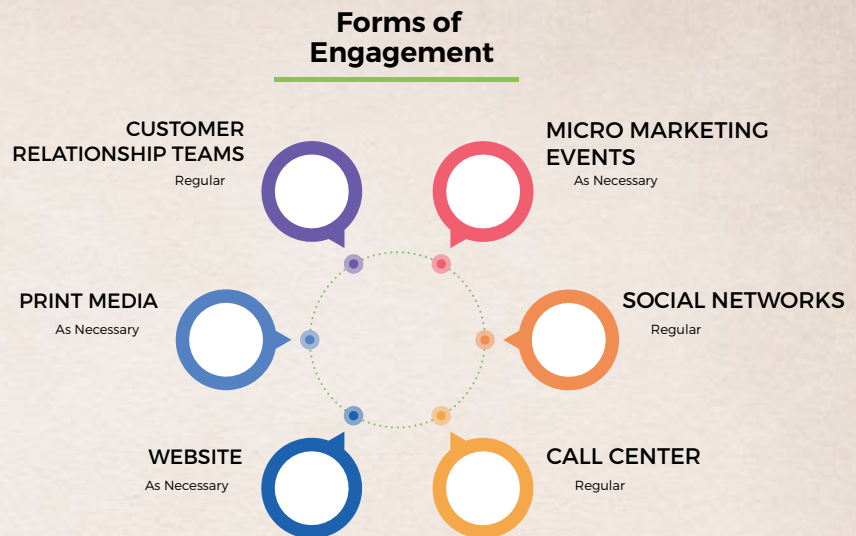 Forms of
Engagement
CUSTOMER
RELATIONSHIP TEAMS
Regular
MICRO MARKETING
EVENTS
As Necessary
PRINT MEDIA
As Necessary
SOCIAL NETWORKS
Regular
WEBSITE
As Necessary
CALL CENTER
Regular